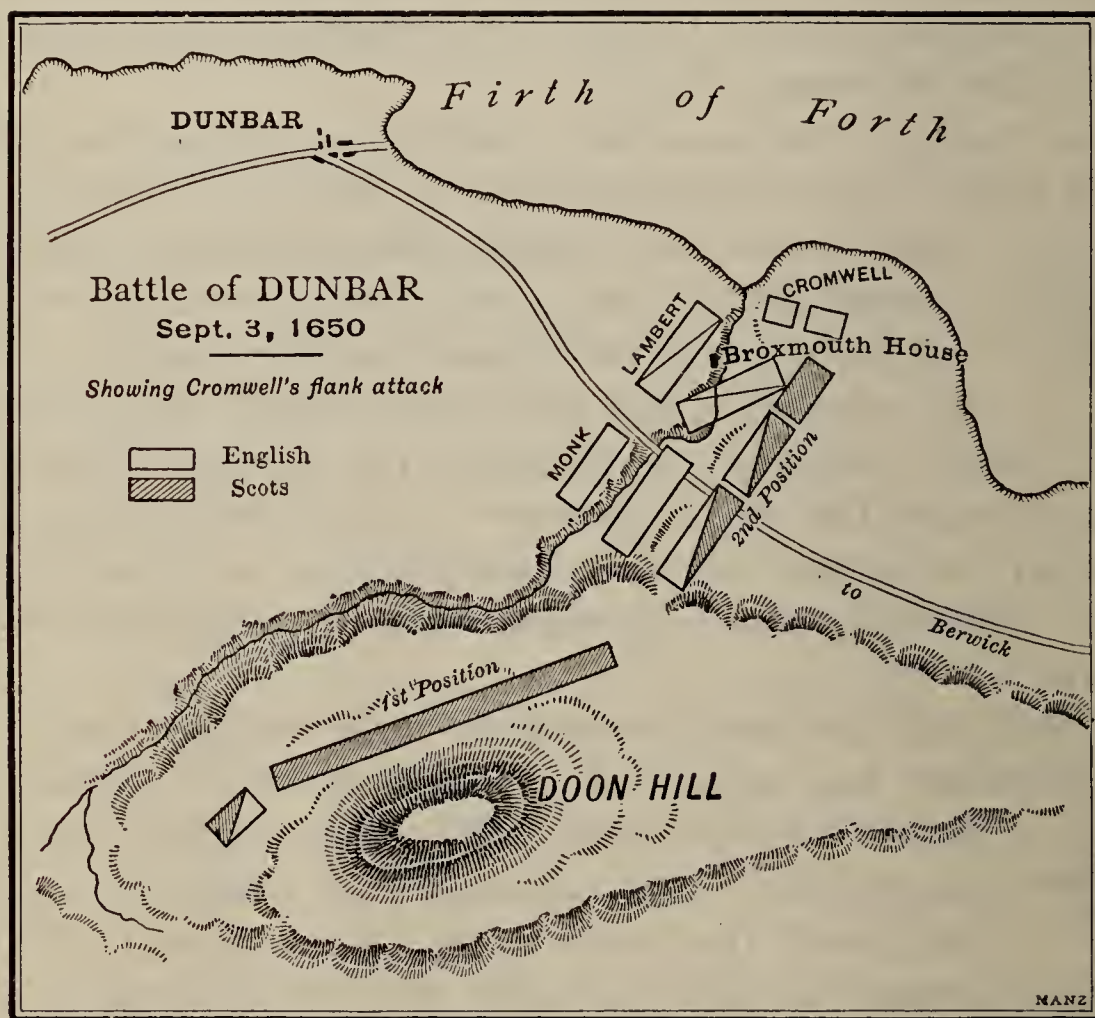 Firth of Forth
DUNBAR
Battle of DUNBAR
Sept. 3, 1650
Showing Cromwell's flank attack
English
Scots
CROMWELL
LAMBERT
Broxmouth House
MONK
2nd Position
to Berwick
1st Position
DOON HILL
MANZ